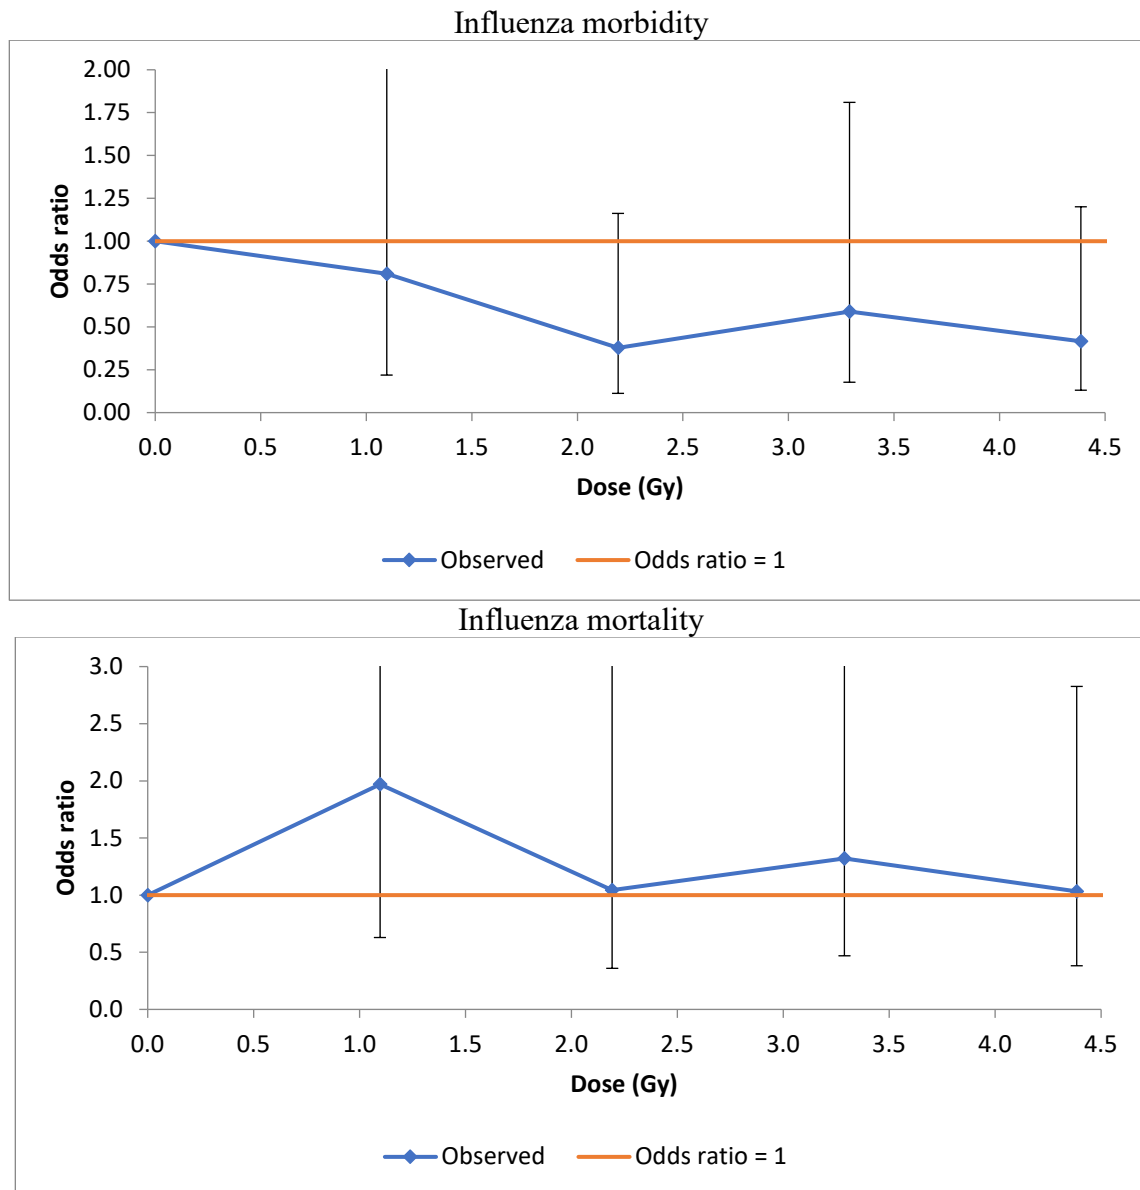 Influenza morbidity
2.00
1.75
1.50
1.25
1.00
0.75
0.50
0.25
0.00
Odds ratio
0.0 0.5 1.0 1.5 2.0 2.5 3.0 3.5 4.0 4.5
Dose (Gy)
Observed Odds ratio = 1
Influenza mortality
3.0
2.5
2.0
1.5
1.0
0.5
0.0
Odds ratio
0.0 0.5 1.0 1.5 2.0 2.5 3.0 3.5 4.0 4.5
Dose (Gy)
Observed Odds ratio = 1